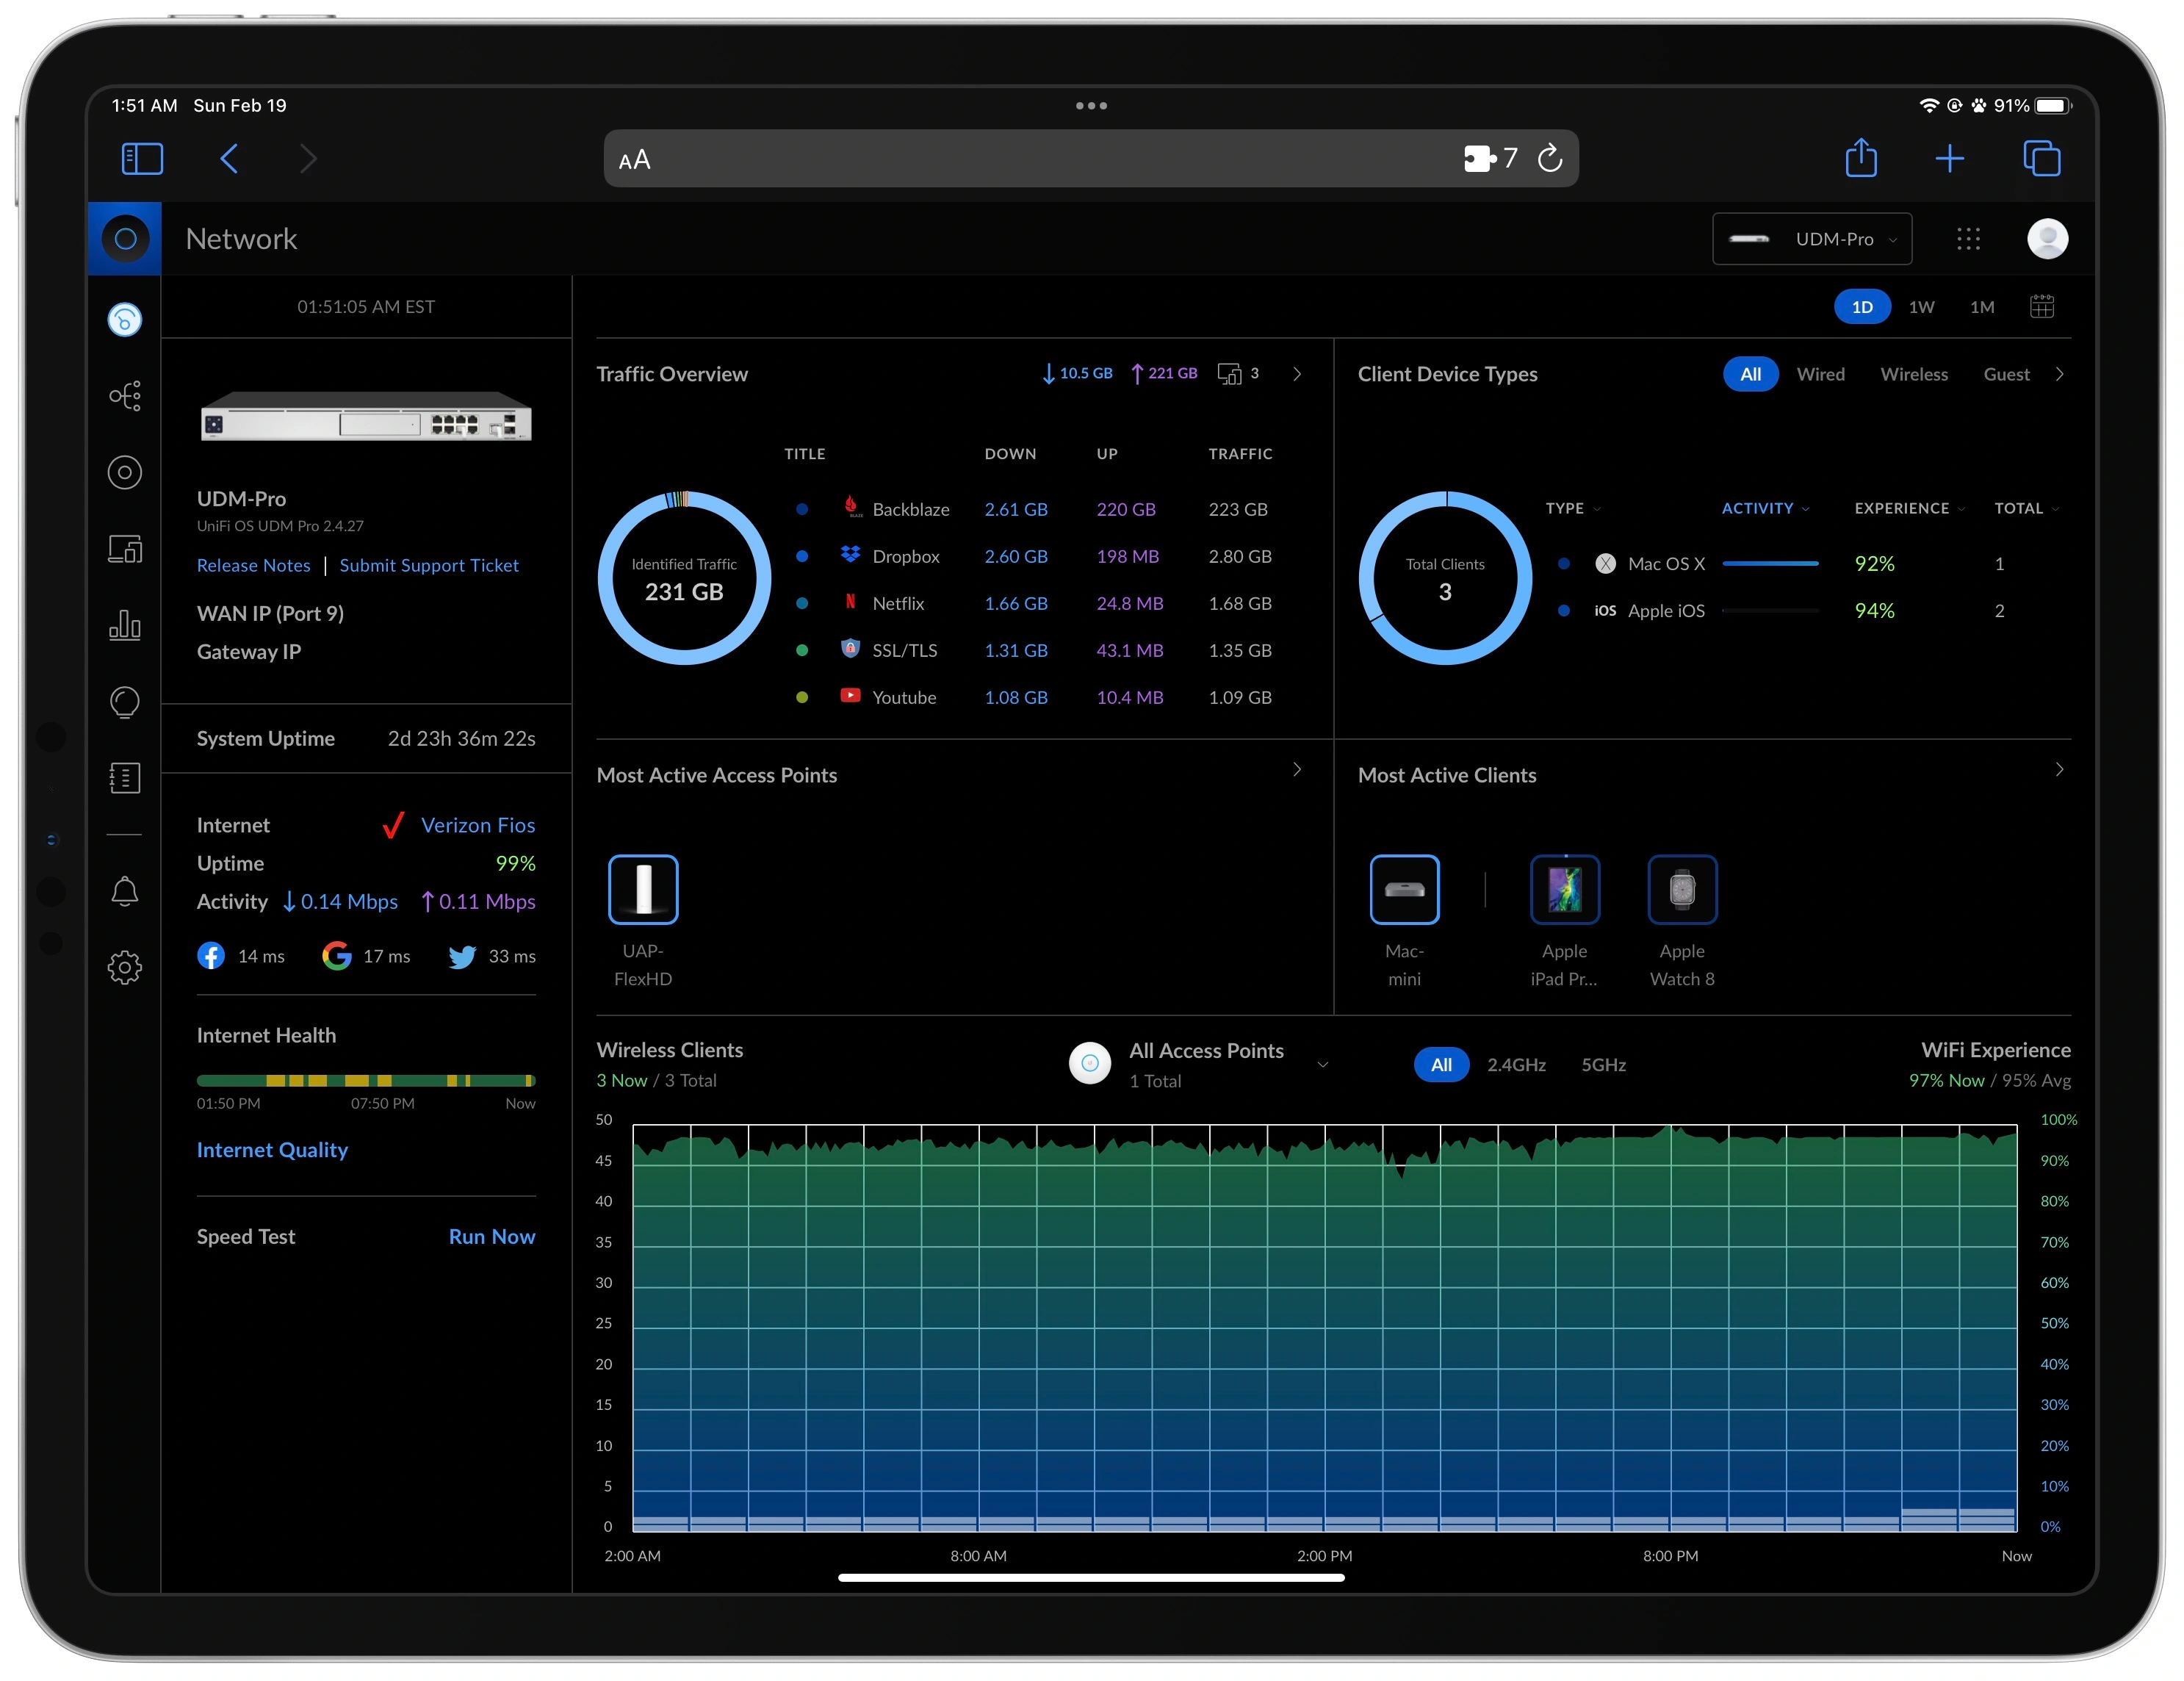 1:51 AM Sun Feb 19
91%
AA
7
Network
UDM-Pro
01:51:05 AM EST
1D 1W 1M
UDM-Pro
UniFi OS UDM Pro 2.4.27
Release Notes | Submit Support Ticket
WAN IP (Port 9)
Gateway IP
System Uptime 2d 23h 36m 22s
Internet Verizon Fios
Uptime 99%
Activity ↓ 0.14 Mbps ↑ 0.11 Mbps
14 ms 17 ms 33 ms
Internet Health
01:50 PM 07:50 PM Now
Internet Quality
Speed Test Run Now
Traffic Overview ↓ 10.5 GB ↑ 221 GB 3
TITLE DOWN UP TRAFFIC
Identified Traffic
231 GB
Backblaze 2.61 GB 220 GB 223 GB
Dropbox 2.60 GB 198 MB 2.80 GB
Netflix 1.66 GB 24.8 MB 1.68 GB
SSL/TLS 1.31 GB 43.1 MB 1.35 GB
Youtube 1.08 GB 10.4 MB 1.09 GB
Client Device Types All Wired Wireless Guest
Total Clients
3
TYPE ACTIVITY EXPERIENCE TOTAL
Mac OS X 92% 1
iOS Apple iOS 94% 2
Most Active Access Points
UAP-
FlexHD
Most Active Clients
Mac-
mini
Apple
iPad Pr...
Apple
Watch 8
Wireless Clients
3 Now / 3 Total
All Access Points
1 Total
All 2.4GHz 5GHz
WiFi Experience
97% Now / 95% Avg
50 100%
45 90%
40 80%
35 70%
30 60%
25 50%
20 40%
15 30%
10 20%
5 10%
0 0%
2:00 AM 8:00 AM 2:00 PM 8:00 PM Now